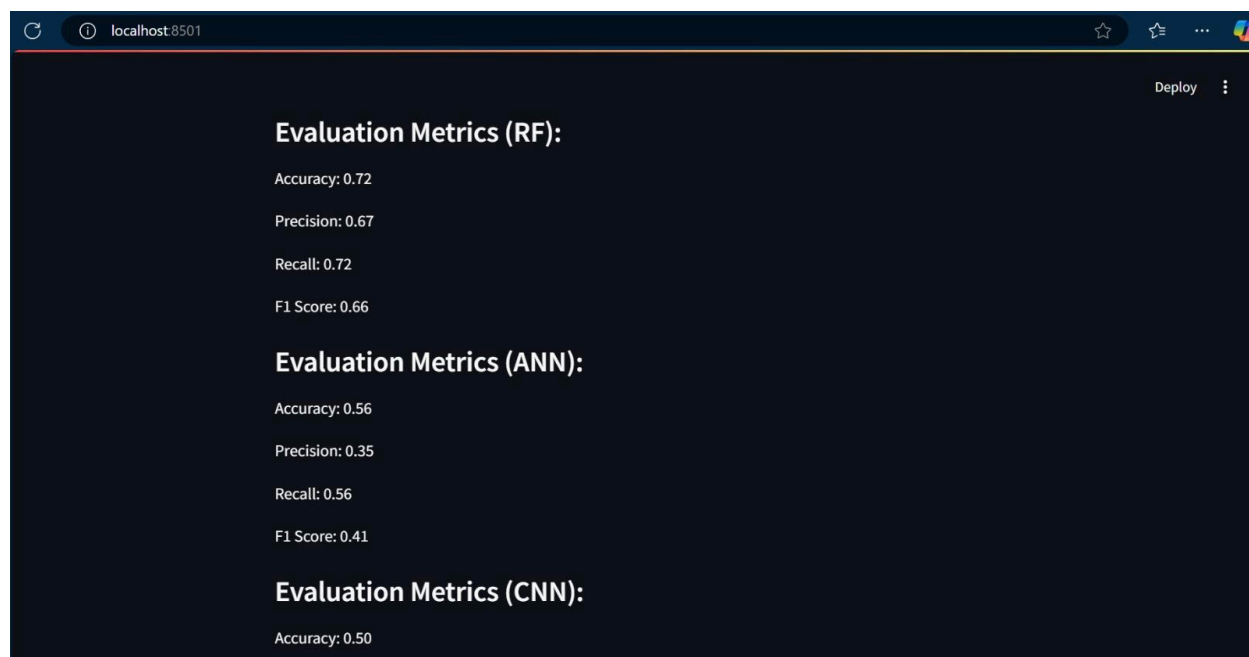 localhost:8501
Deploy
Evaluation Metrics (RF):
Accuracy: 0.72
Precision: 0.67
Recall: 0.72
F1 Score: 0.66
Evaluation Metrics (ANN):
Accuracy: 0.56
Precision: 0.35
Recall: 0.56
F1 Score: 0.41
Evaluation Metrics (CNN):
Accuracy: 0.50